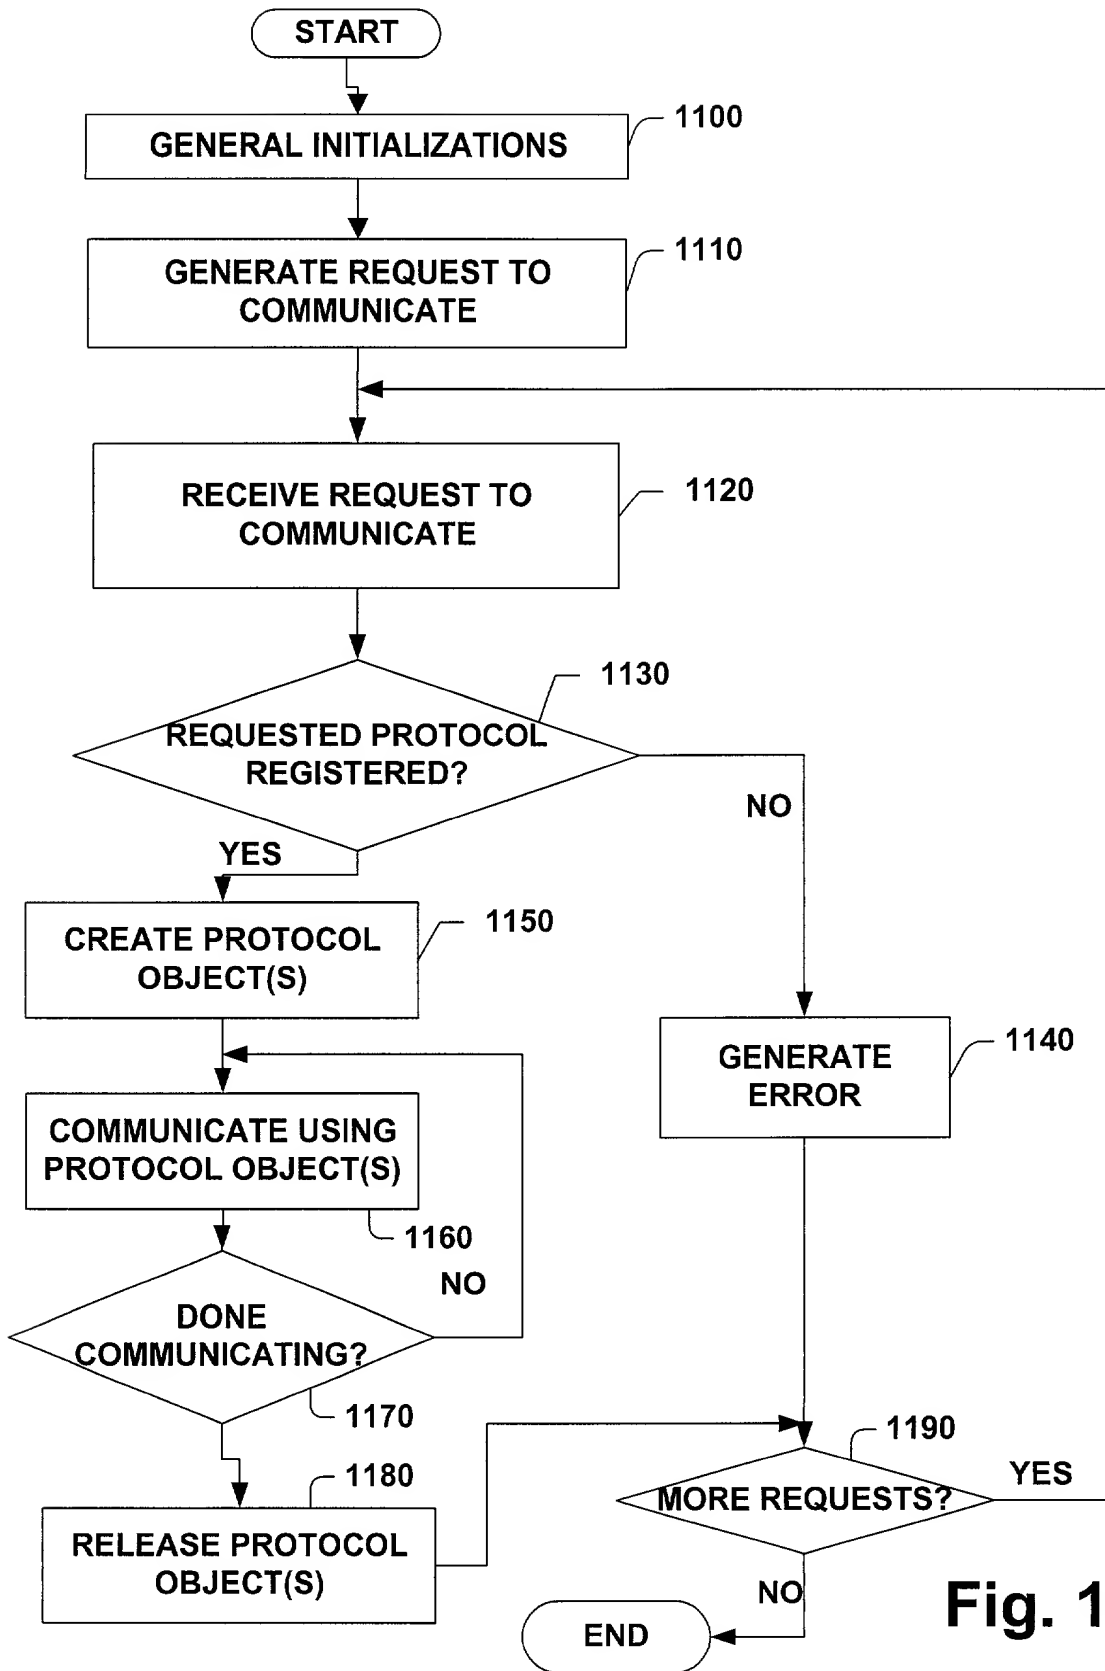 START
GENERAL INITIALIZATIONS
1100
GENERATE REQUEST TO
COMMUNICATE
1110
RECEIVE REQUEST TO
COMMUNICATE
1120
REQUESTED PROTOCOL
REGISTERED?
1130
NO
YES
CREATE PROTOCOL
OBJECT(S)
1150
GENERATE
ERROR
1140
COMMUNICATE USING
PROTOCOL OBJECT(S)
1160
NO
DONE
COMMUNICATING?
1170
1180
RELEASE PROTOCOL
OBJECT(S)
1190
MORE REQUESTS?
YES
NO
END
Fig. 1